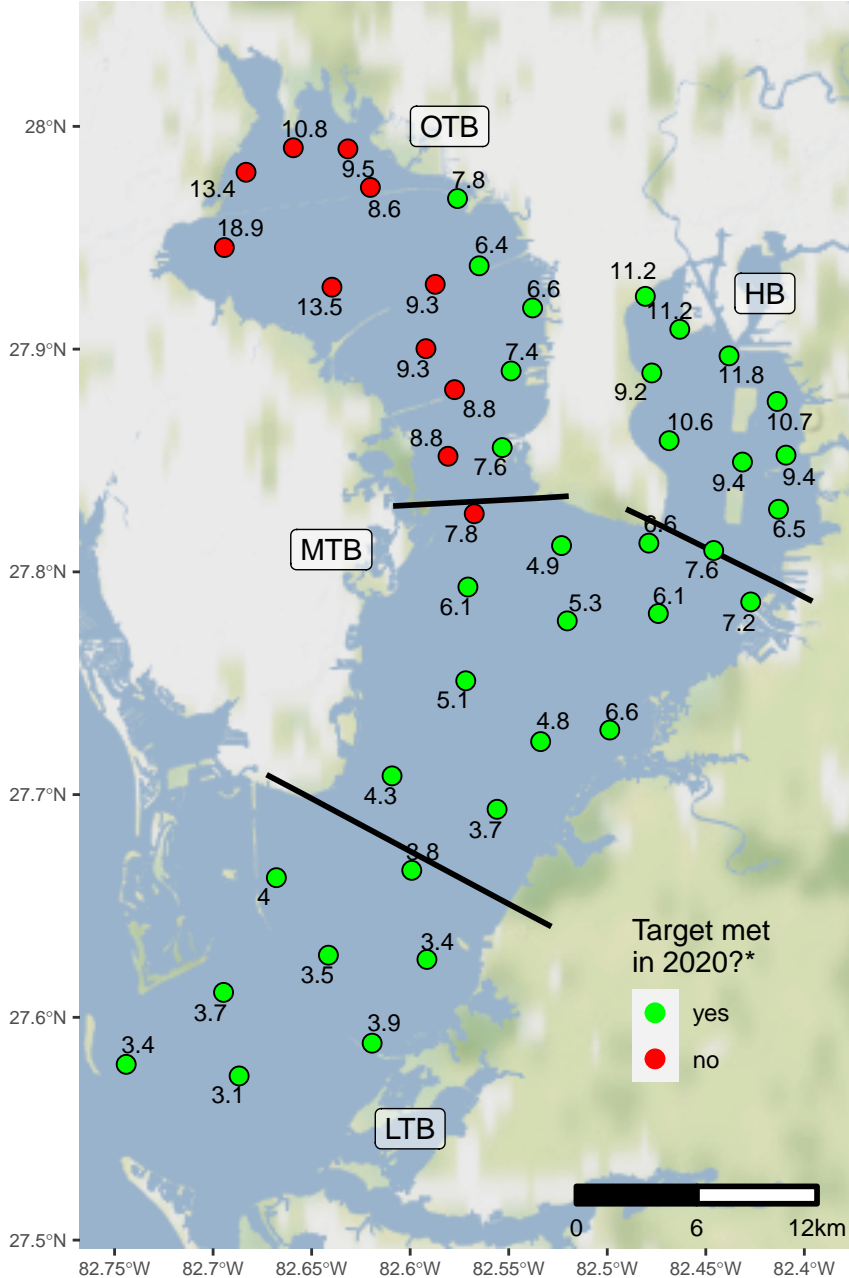 28°N
27.9°N
27.8°N
27.7°N
27.6°N
27.5°N
82.75°W
82.7°W
82.65°W
82.6°W
82.55°W
82.5°W
82.45°W
82.4°W
OTB
HB
MTB
LTB
10.8
9.5
13.4
8.6
7.8
18.9
6.4
13.5
9.3
6.6
9.3
7.4
8.8
8.8
7.6
11.2
11.2
11.8
9.2
10.7
10.6
9.4
9.4
6.5
7.8
4.9
6.6
7.6
6.1
5.3
6.1
7.2
5.1
4.8
6.6
4.3
3.7
3.8
4
3.5
3.4
3.7
3.9
3.4
3.1
Target met
in 2020?*
yes
no
0 6 12km